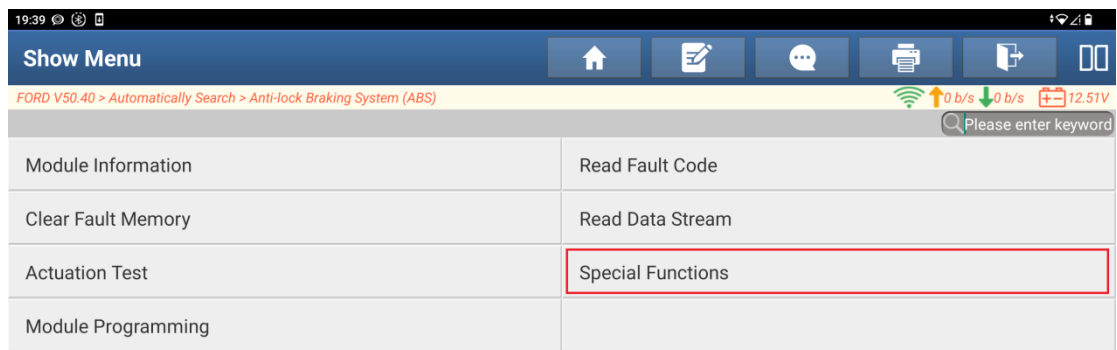 19:39
Show Menu
FORD V50.40 > Automatically Search > Anti-lock Braking System (ABS)
0 b/s 0 b/s 12.51V
Please enter keyword
Module Information
Read Fault Code
Clear Fault Memory
Read Data Stream
Actuation Test
Special Functions
Module Programming